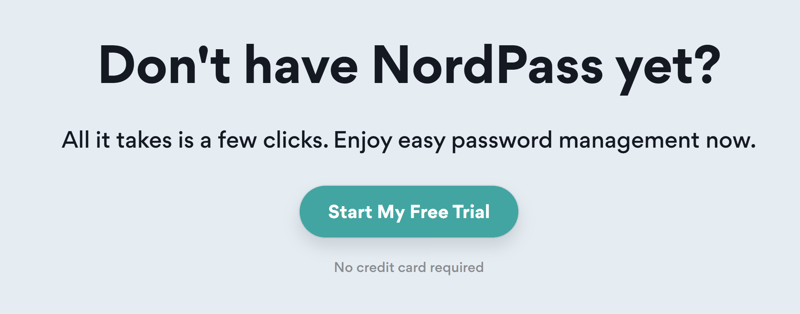 Don't have NordPass yet?
All it takes is a few clicks. Enjoy easy password management now.
Start My Free Trial
No credit card required